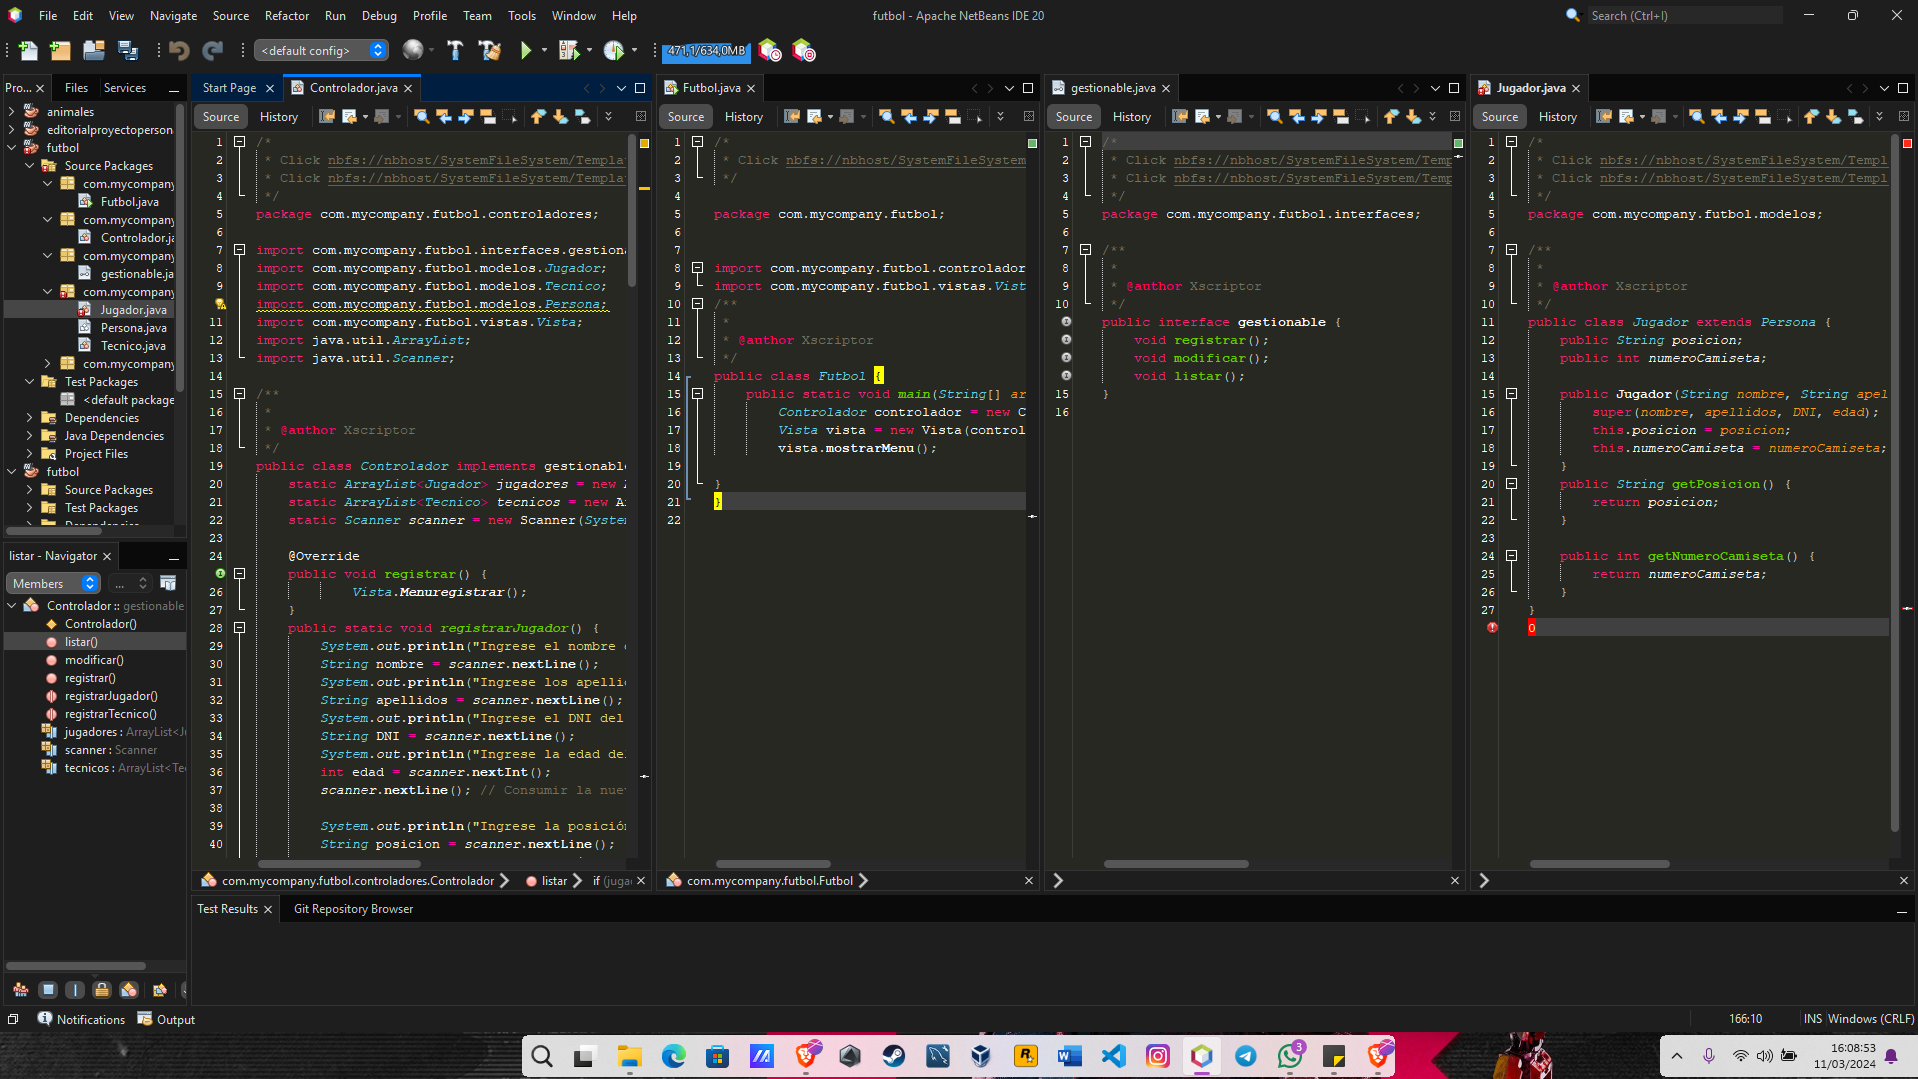 File Edit View Navigate Source Refactor Run Debug Profile Team Tools Window Help
futbol - Apache NetBeans IDE 20
Search (Ctrl+I)
<default config>
471,1/634,0MB
Pro...
Files
Services
animales
editorialproyectoperson
futbol
Source Packages
com.mycompany
Futbol.java
com.mycompany
Controlador.ja
com.mycompany
gestionable.ja
com.mycompany
Jugador.java
Persona.java
Tecnico.java
com.mycompany
Test Packages
<default package
Dependencies
Java Dependencies
Project Files
futbol
Source Packages
Test Packages
Dependencies
listar - Navigator
Members
...
Controlador :: gestionable
Controlador()
listar()
modificar()
registrar()
registrarJugador()
registrarTecnico()
jugadores : ArrayList<Ju
scanner : Scanner
tecnicos : ArrayList<Tec
Start Page
Controlador.java
Source History
1 /*
2 * Click nbfs://nbhost/SystemFileSystem/Templa
3 * Click nbfs://nbhost/SystemFileSystem/Templa
4 */
5 package com.mycompany.futbol.controladores;
6
7 import com.mycompany.futbol.interfaces.gestiona
8 import com.mycompany.futbol.modelos.Jugador;
9 import com.mycompany.futbol.modelos.Tecnico;
import com.mycompany.futbol.modelos.Persona;
11 import com.mycompany.futbol.vistas.Vista;
12 import java.util.ArrayList;
13 import java.util.Scanner;
14
15 /**
16 *
17 * @author Xscriptor
18 */
19 public class Controlador implements gestionable
20 static ArrayList<Jugador> jugadores = new A
21 static ArrayList<Tecnico> tecnicos = new Ar
22 static Scanner scanner = new Scanner(System
23
24 @Override
public void registrar() {
26 Vista.Menuregistrar();
27 }
28 public static void registrarJugador() {
29 System.out.println("Ingrese el nombre d
30 String nombre = scanner.nextLine();
31 System.out.println("Ingrese los apellid
32 String apellidos = scanner.nextLine();
33 System.out.println("Ingrese el DNI del
34 String DNI = scanner.nextLine();
35 System.out.println("Ingrese la edad del
36 int edad = scanner.nextInt();
37 scanner.nextLine(); // Consumir la nuev
38
39 System.out.println("Ingrese la posición
40 String posicion = scanner.nextLine();
com.mycompany.futbol.controladores.Controlador
listar
if (juga
Futbol.java
Source History
1 /*
2 * Click nbfs://nbhost/SystemFileSystem
3 */
4
5 package com.mycompany.futbol;
6
7
8 import com.mycompany.futbol.controlador
9 import com.mycompany.futbol.vistas.Vist
10 /**
11 *
12 * @author Xscriptor
13 */
14 public class Futbol {
15 public static void main(String[] ar
16 Controlador controlador = new C
17 Vista vista = new Vista(control
18 vista.mostrarMenu();
19
20 }
21 }
22
com.mycompany.futbol.Futbol
gestionable.java
Source History
1 /*
2 * Click nbfs://nbhost/SystemFileSystem/Temp
3 * Click nbfs://nbhost/SystemFileSystem/Temp
4 */
5 package com.mycompany.futbol.interfaces;
6
7 /**
8 *
9 * @author Xscriptor
10 */
public interface gestionable {
void registrar();
void modificar();
void listar();
15 }
16
Jugador.java
Source History
1 /*
2 * Click nbfs://nbhost/SystemFileSystem/Templ
3 * Click nbfs://nbhost/SystemFileSystem/Templ
4 */
5 package com.mycompany.futbol.modelos;
6
7 /**
8 *
9 * @author Xscriptor
10 */
11 public class Jugador extends Persona {
12 public String posicion;
13 public int numeroCamiseta;
14
15 public Jugador(String nombre, String apel
16 super(nombre, apellidos, DNI, edad);
17 this.posicion = posicion;
18 this.numeroCamiseta = numeroCamiseta;
19 }
20 public String getPosicion() {
21 return posicion;
22 }
23
24 public int getNumeroCamiseta() {
25 return numeroCamiseta;
26 }
27 }
o
Test Results
Git Repository Browser
Notifications
Output
166:10
INS
Windows (CRLF)
3
16:08:53
11/03/2024